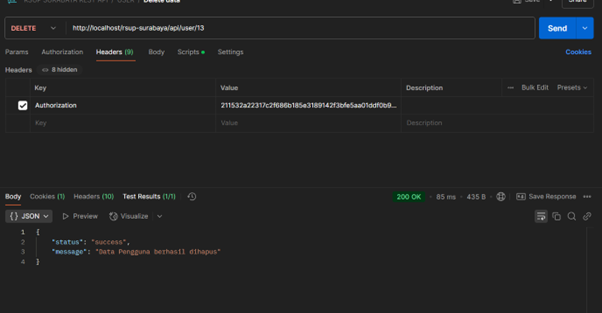 RSUP SURABAYA REST API / USER / Delete data
Save
Share
DELETE
http://localhost/rsup-surabaya/api/user/13
Send
Params Authorization Headers (9) Body Scripts Settings
Cookies
Headers 8 hidden
Key Value Description Bulk Edit Presets
Authorization 211532a22317c2f686b185e3189142f3bfe5aa01ddf0b9...
Key Value Description
Body Cookies (1) Headers (10) Test Results (1/1)
200 OK 85 ms 435 B Save Response
{} JSON Preview Visualize
1 {
2 "status": "success",
3 "message": "Data Pengguna berhasil dihapus"
4 }